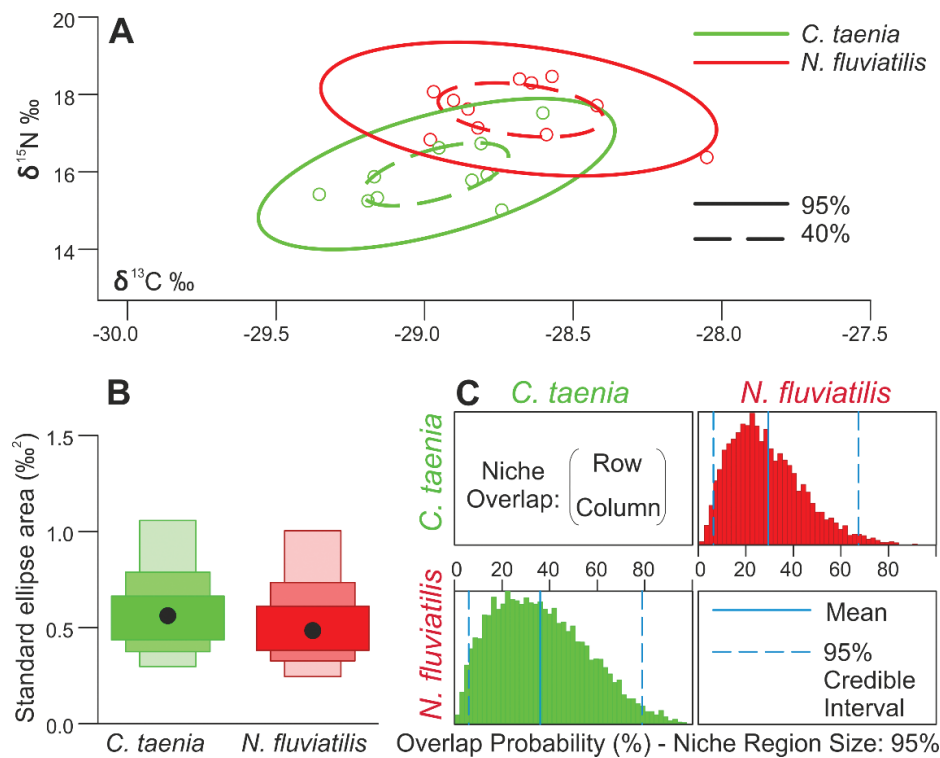 A
C. taenia
N. fluviatilis
δ¹⁵N ‰
20
18
16
14
95%
40%
δ¹³C ‰
-30.0 -29.5 -29.0 -28.5 -28.0 -27.5
B
Standard ellipse area (‰²)
1.5
1.0
0.5
0.0
C. taenia N. fluviatilis
C
C. taenia N. fluviatilis
C. taenia
Niche Overlap: (Row Column)
0 20 40 60 80
0 20 40 60 80
N. fluviatilis
Mean
95%
Credible
Interval
Overlap Probability (%) - Niche Region Size: 95%